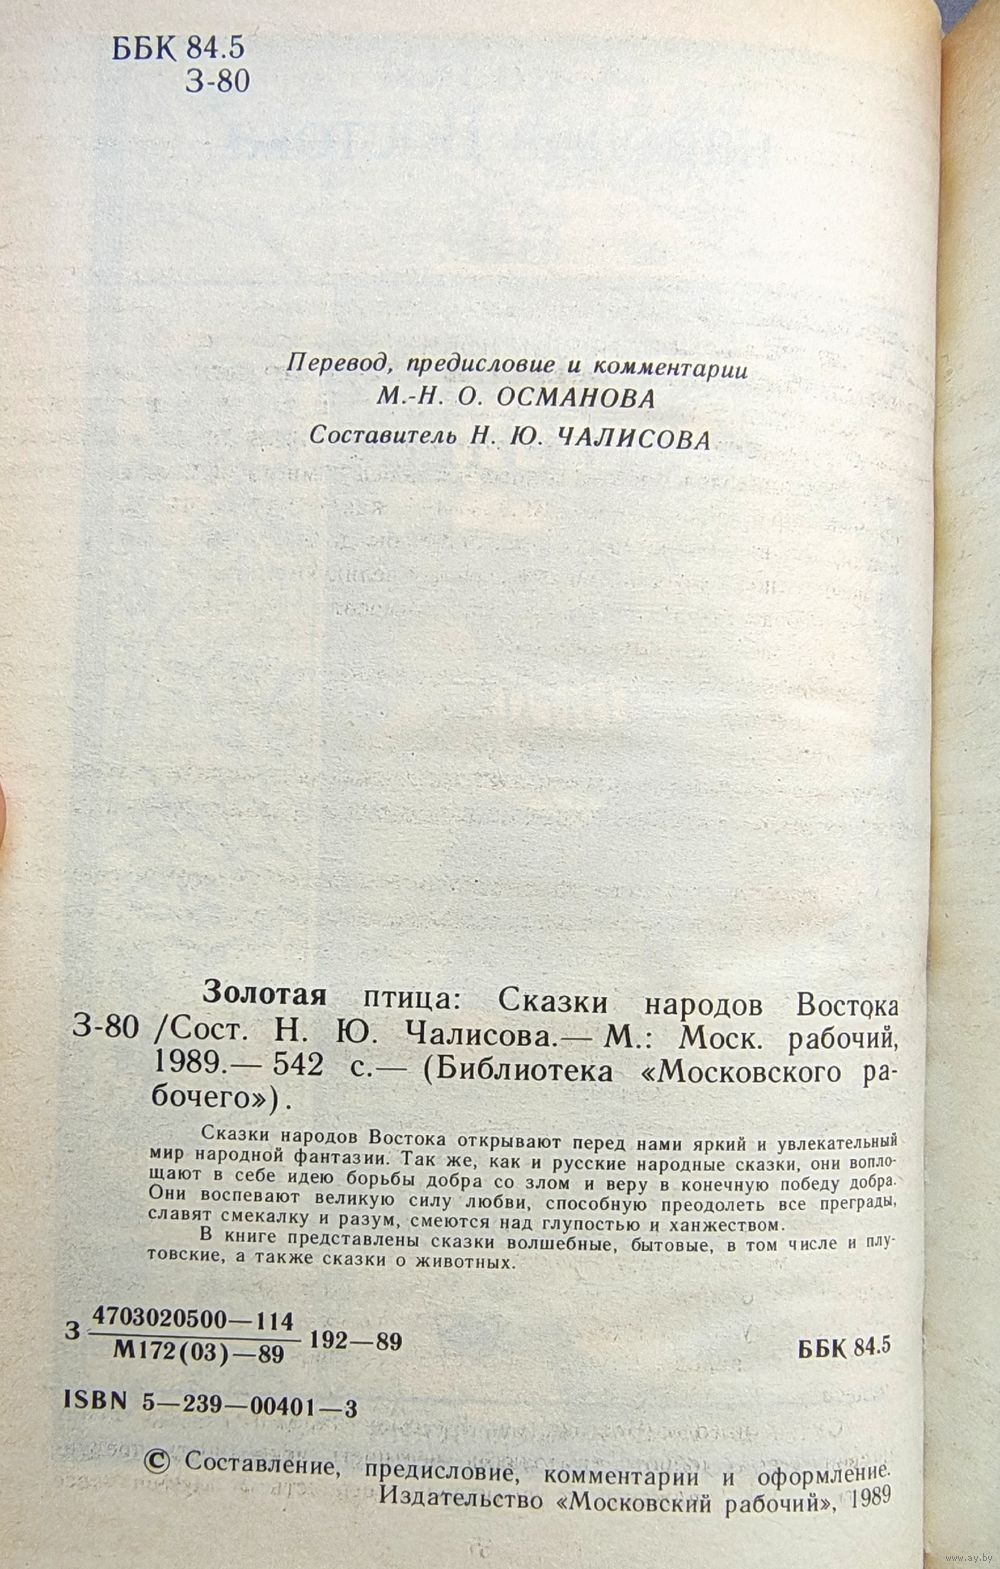 ББК 84.5
З-80
Перевод, предисловие и комментарии
М.-Н. О. ОСМАНОВА
Составитель Н. Ю. ЧАЛИСОВА
Золотая птица: Сказки народов Востока
З-80 /Сост. Н. Ю. Чалисова.— М.: Моск. рабочий,
1989.— 542 с.— (Библиотека «Московского ра-
бочего»).
Сказки народов Востока открывают перед нами яркий и увлекательный
мир народной фантазии. Так же, как и русские народные сказки, они вопло-
щают в себе идею борьбы добра со злом и веру в конечную победу добра.
Они воспевают великую силу любви, способную преодолеть все преграды,
славят смекалку и разум, смеются над глупостью и ханжеством.
В книге представлены сказки волшебные, бытовые, в том числе и плу-
товские, а также сказки о животных.
4703020500—114
З 192—89
М172(03)—89
ББК 84.5
ISBN 5—239—00401—3
© Составление, предисловие, комментарии и оформление.
Издательство «Московский рабочий», 1989
www.ay.by